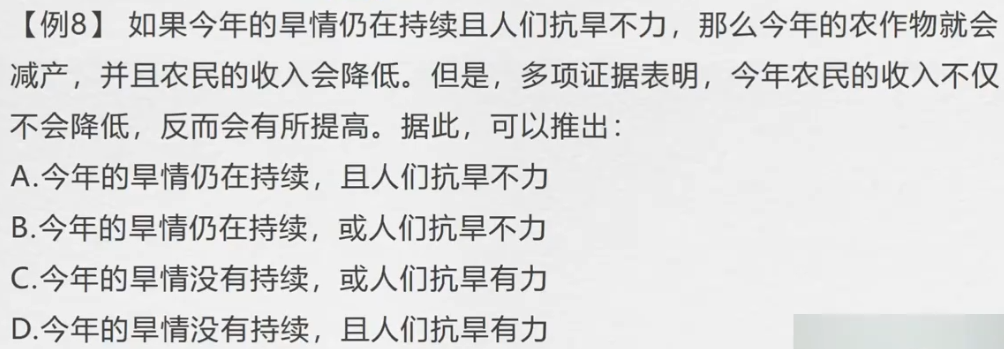 【例8】 如果今年的旱情仍在持续且人们抗旱不力，那么今年的农作物就会
减产，并且农民的收入会降低。但是，多项证据表明，今年农民的收入不仅
不会降低，反而会有所提高。据此，可以推出：
A.今年的旱情仍在持续，且人们抗旱不力
B.今年的旱情仍在持续，或人们抗旱不力
C.今年的旱情没有持续，或人们抗旱有力
D.今年的旱情没有持续，且人们抗旱有力